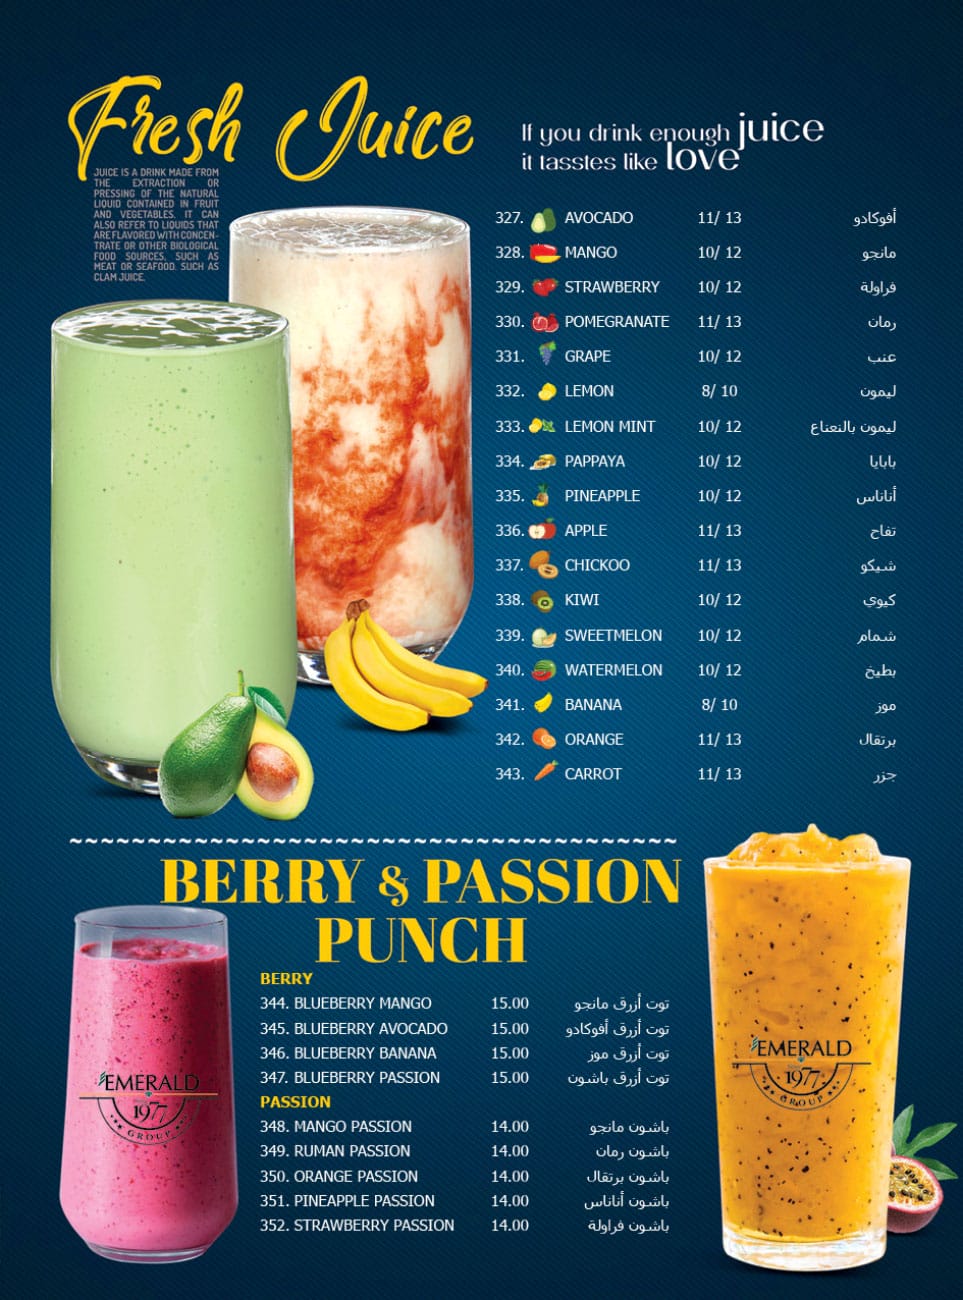 Fresh Juice
JUICE IS A DRINK MADE FROM
THE EXTRACTION OR
PRESSING OF THE NATURAL
LIQUID CONTAINED IN FRUIT
AND VEGETABLES. IT CAN
ALSO REFER TO LIQUIDS THAT
ARE FLAVORED WITH CONCEN-
TRATE OR OTHER BIOLOGICAL
FOOD SOURCES, SUCH AS
MEAT OR SEAFOOD. SUCH AS
CLAM JUICE.
If you drink enough juice
it tasstes like love
327. AVOCADO 11/ 13 أفوكادو
328. MANGO 10/ 12 مانجو
329. STRAWBERRY 10/ 12 فراولة
330. POMEGRANATE 11/ 13 رمان
331. GRAPE 10/ 12 عنب
332. LEMON 8/ 10 ليمون
333. LEMON MINT 10/ 12 ليمون بالنعناع
334. PAPPAYA 10/ 12 بابايا
335. PINEAPPLE 10/ 12 أناناس
336. APPLE 11/ 13 تفاح
337. CHICKOO 11/ 13 شيكو
338. KIWI 10/ 12 كيوي
339. SWEETMELON 10/ 12 شمام
340. WATERMELON 10/ 12 بطيخ
341. BANANA 8/ 10 موز
342. ORANGE 11/ 13 برتقال
343. CARROT 11/ 13 جزر
BERRY & PASSION
PUNCH
BERRY
344. BLUEBERRY MANGO 15.00 توت أزرق مانجو
345. BLUEBERRY AVOCADO 15.00 توت أزرق أفوكادو
346. BLUEBERRY BANANA 15.00 توت أزرق موز
347. BLUEBERRY PASSION 15.00 توت أزرق باشون
PASSION
348. MANGO PASSION 14.00 باشون مانجو
349. RUMAN PASSION 14.00 باشون رمان
350. ORANGE PASSION 14.00 باشون برتقال
351. PINEAPPLE PASSION 14.00 باشون أناناس
352. STRAWBERRY PASSION 14.00 باشون فراولة
EMERALD
1977
GROUP
EMERALD
1977
GROUP